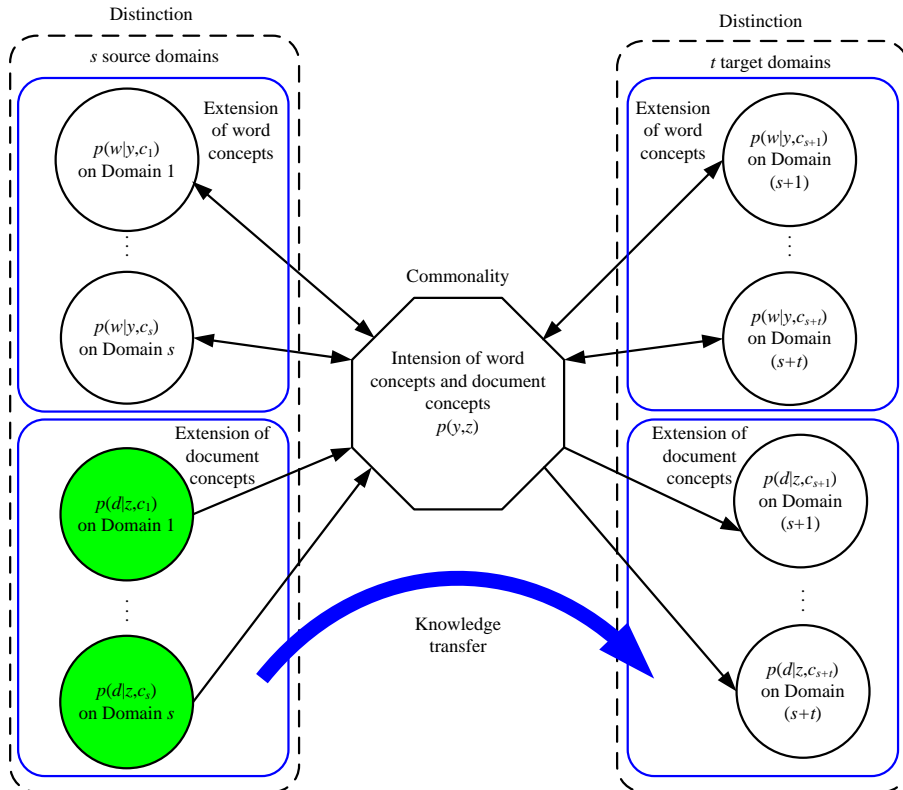 Distinction
s source domains
Extension
of word
concepts
p(w|y,c1)
on Domain 1
p(w|y,cs)
on Domain s
Extension of
document
concepts
p(d|z,c1)
on Domain 1
p(d|z,cs)
on Domain s
Commonality
Intension of word
concepts and document
concepts
p(y,z)
Knowledge
transfer
Distinction
t target domains
Extension
of word
concepts
p(w|y,cs+1)
on Domain
(s+1)
p(w|y,cs+t)
on Domain
(s+t)
Extension of
document
concepts
p(d|z,cs+1)
on Domain
(s+1)
p(d|z,cs+t)
on Domain
(s+t)